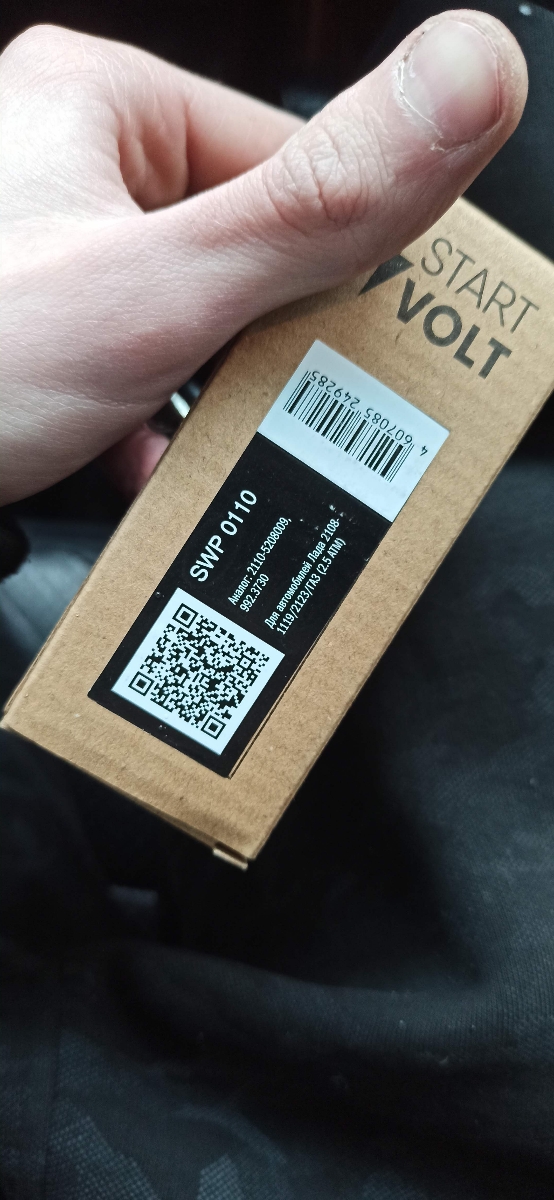 START
VOLT
4 607085 249285
SWP 0110
Аналог: 2110-5208009,
992.3730
Для автомобилей Лада 2108-
1119/2123/ГАЗ (2.5 ATM)